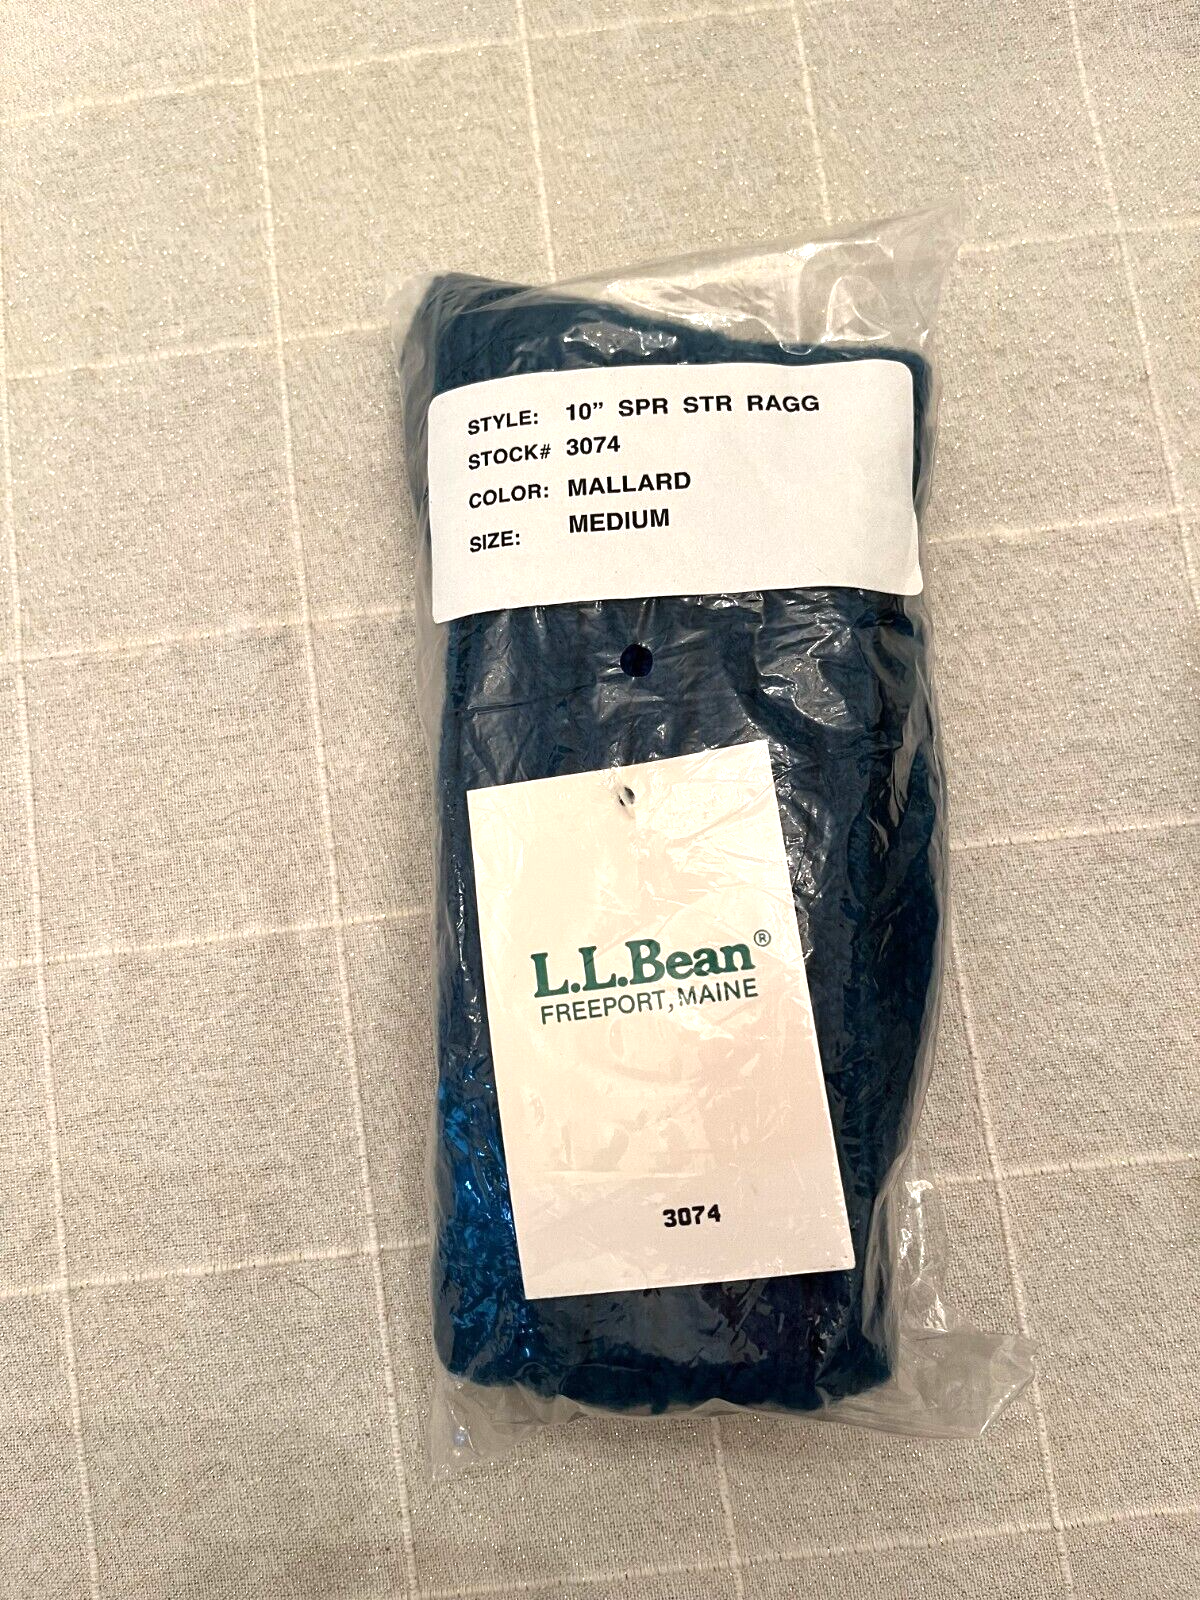 STYLE: 10” SPR STR RAGG
STOCK# 3074
COLOR: MALLARD
SIZE: MEDIUM
L.L.Bean®
FREEPORT, MAINE
3074